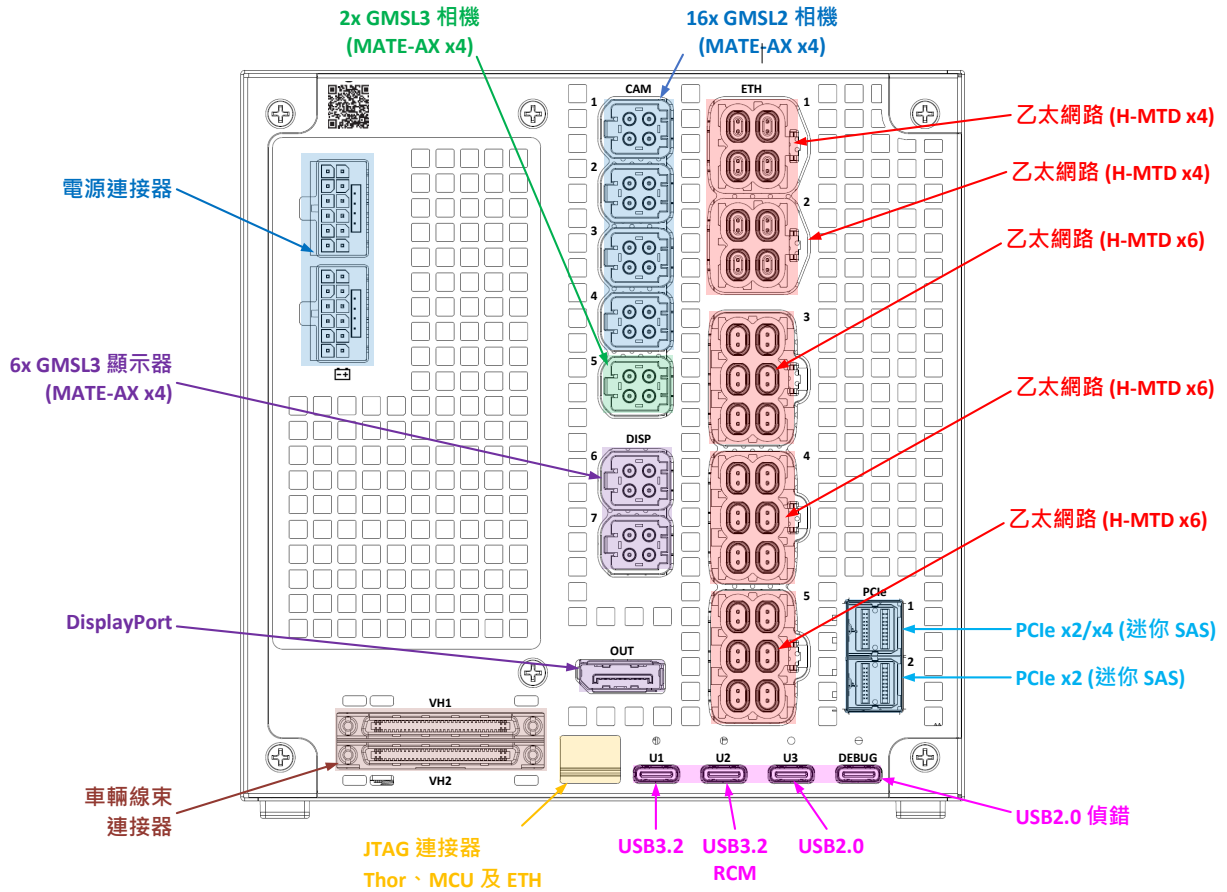 2x GMSL3 相機
(MATE-AX x4)
16x GMSL2 相機
(MATE-AX x4)
CAM
ETH
1
2
3
4
5
1
2
3
4
5
乙太網路 (H-MTD x4)
乙太網路 (H-MTD x4)
乙太網路 (H-MTD x6)
乙太網路 (H-MTD x6)
乙太網路 (H-MTD x6)
電源連接器
6x GMSL3 顯示器
(MATE-AX x4)
DISP
6
7
DisplayPort
OUT
PCIe
1
2
PCIe x2/x4 (迷你 SAS)
PCIe x2 (迷你 SAS)
VH1
VH2
U1
U2
U3
DEBUG
車輛線束
連接器
JTAG 連接器
Thor、MCU 及 ETH
USB3.2
USB3.2
RCM
USB2.0
USB2.0 偵錯